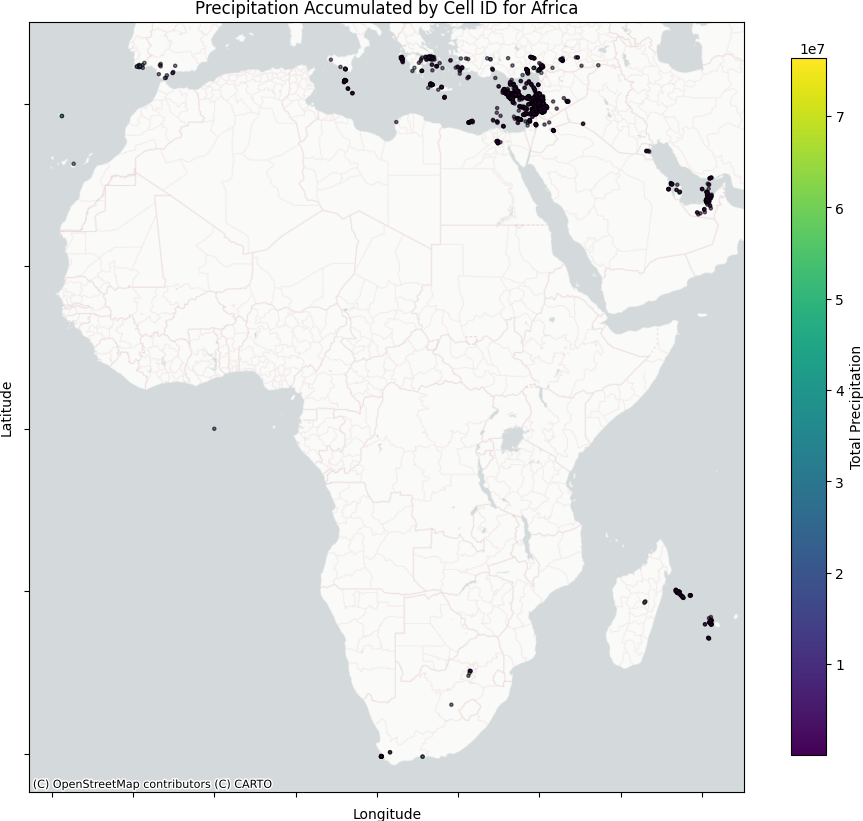 Precipitation Accumulated by Cell ID for Africa
1e7
7
6
5
4
3
2
1
Total Precipitation
Latitude
(C) OpenStreetMap contributors (C) CARTO
Longitude